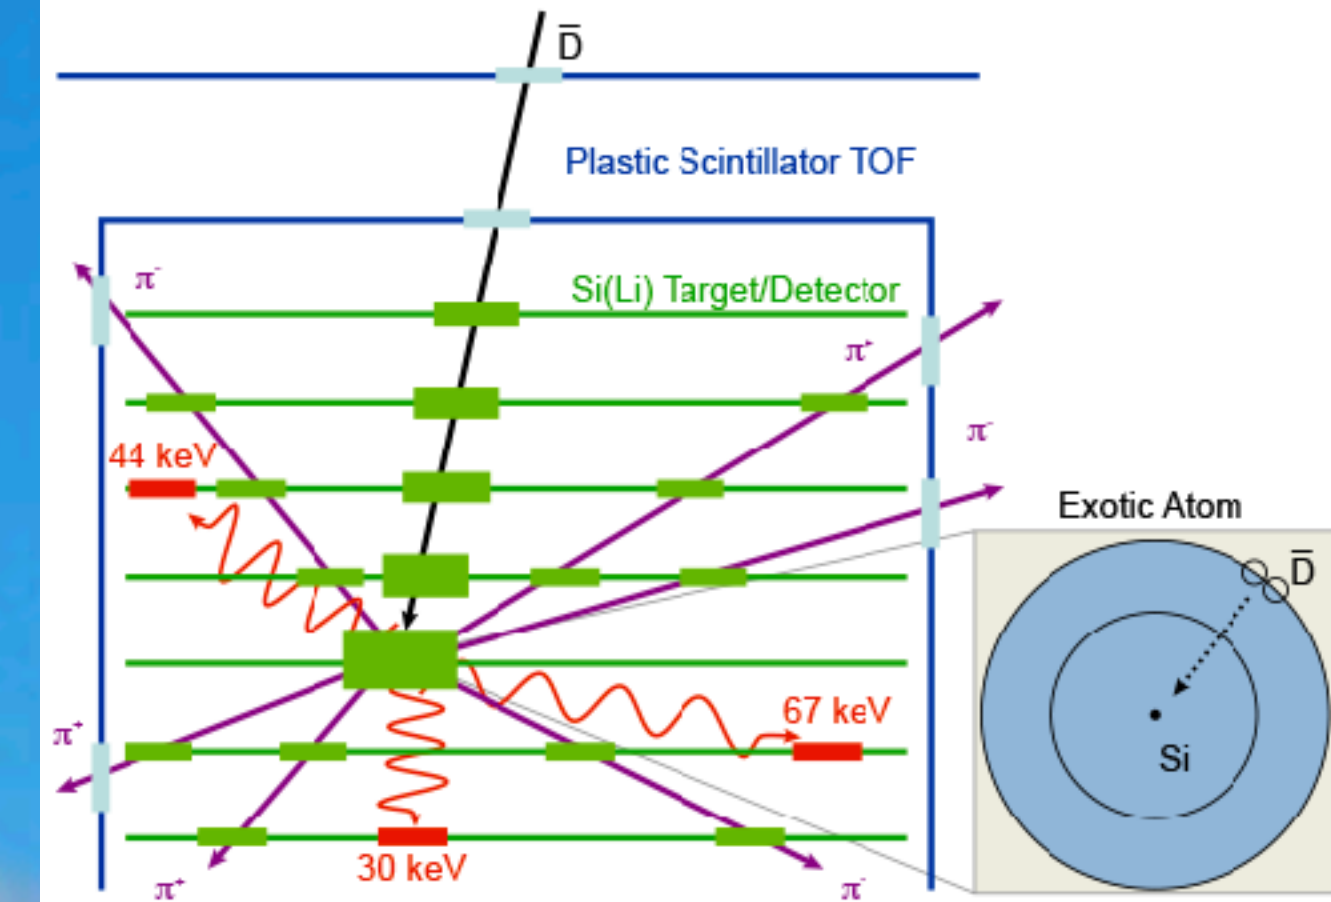 D̅
Plastic Scintillator TOF
π⁻
Si(Li) Target/Detector
π⁺
44 keV
π⁻
Exotic Atom
D̅
67 keV
π⁺
Si
30 keV
π⁺
π⁻